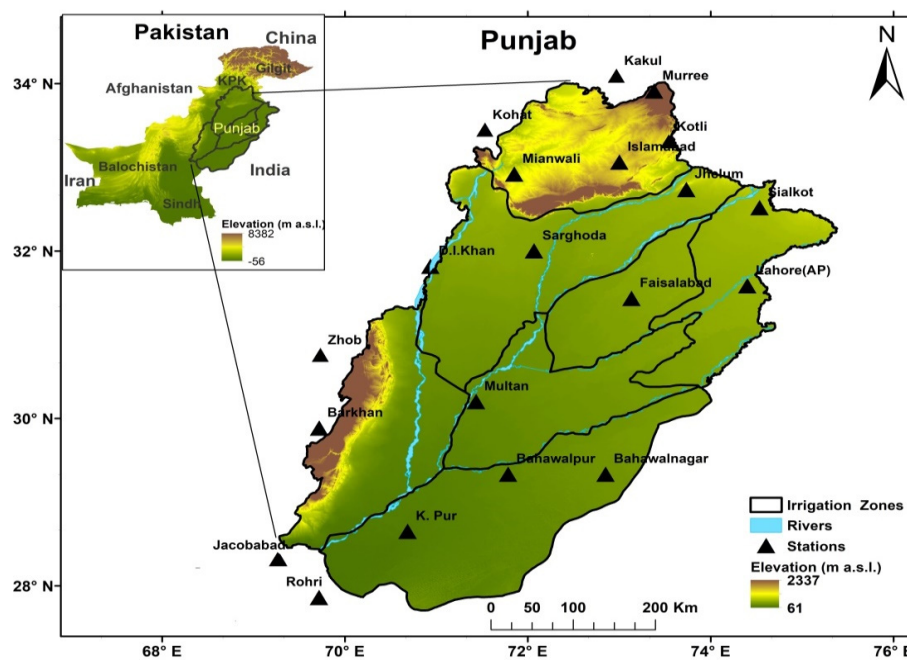 Pakistan
China
Gilgit
KPK
Afghanistan
Punjab
Balochistan
India
Iran
Sindh
Elevation (m a.s.l.)
8382
-56
Punjab
N
34° N
32° N
30° N
28° N
Kakul
Murree
Kohat
Kotli
Islamabad
Mianwali
Jhelum
Sialkot
Sarghoda
D.I.Khan
Lahore(AP)
Faisalabad
Zhob
Multan
Barkhan
Bahawalpur
Bahawalnagar
K. Pur
Jacobabad
Rohri
Irrigation Zones
Rivers
Stations
Elevation (m a.s.l.)
2337
61
0 50 100 200 Km
68° E
70° E
72° E
74° E
76° E